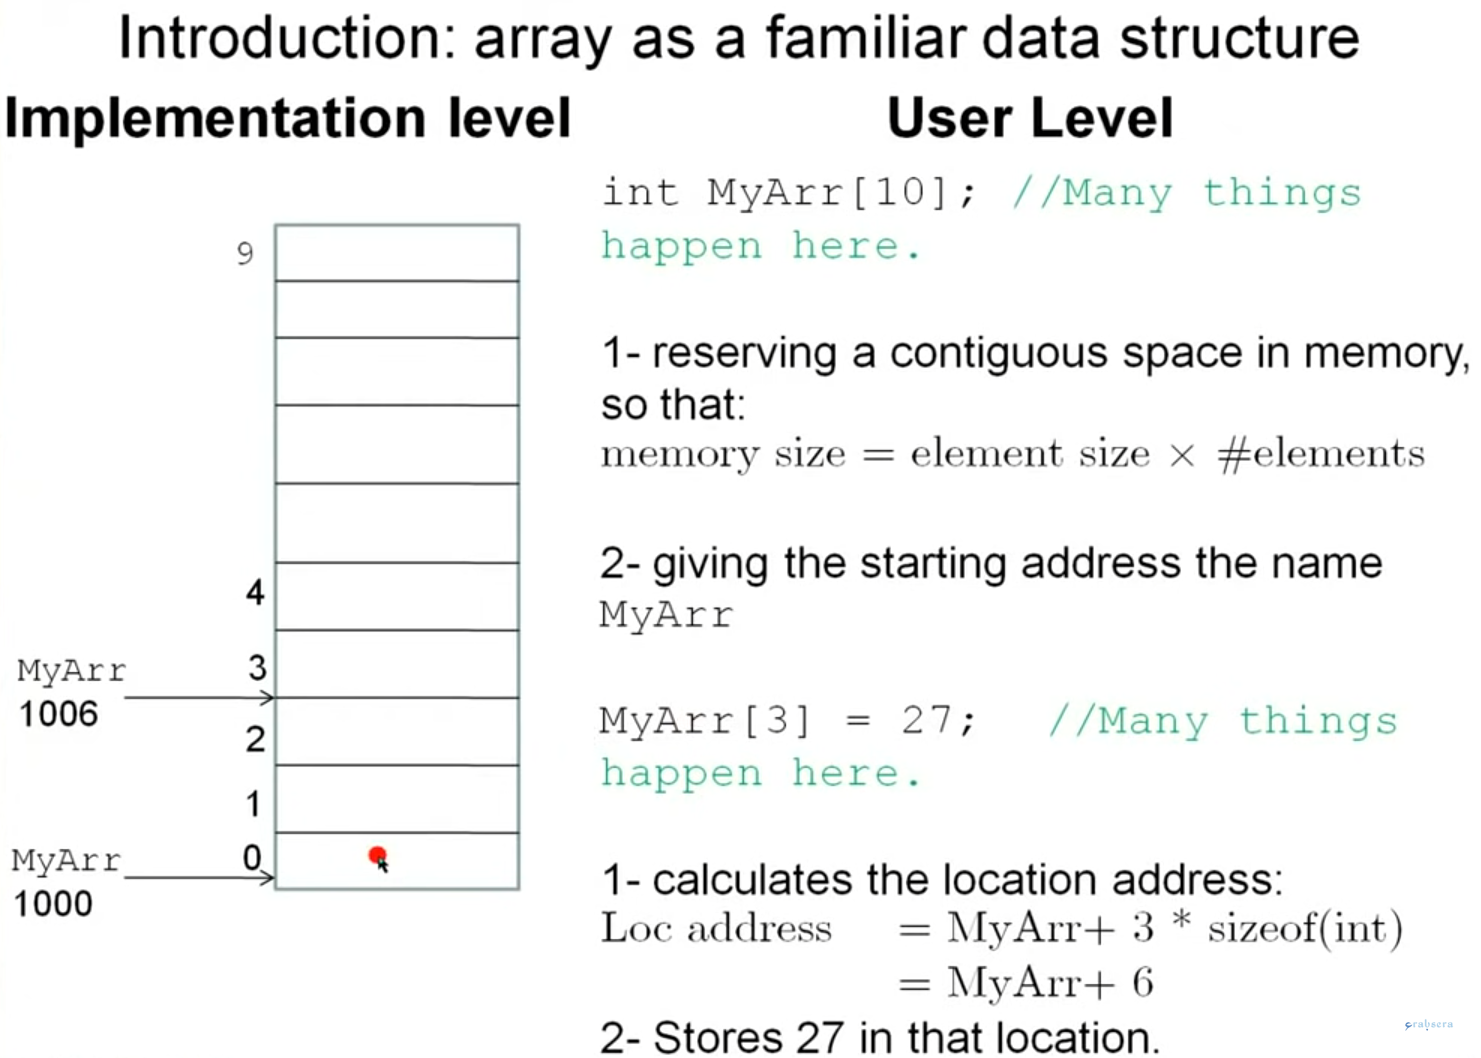 Introduction: array as a familiar data structure
Implementation level
User Level
int MyArr[10]; //Many things
happen here.
1- reserving a contiguous space in memory,
so that:
memory size = element size × #elements
2- giving the starting address the name
MyArr
MyArr[3] = 27; //Many things
happen here.
1- calculates the location address:
Loc address = MyArr+ 3 * sizeof(int)
= MyArr+ 6
2- Stores 27 in that location.
9
4
3
MyArr
1006
2
1
0
MyArr
1000